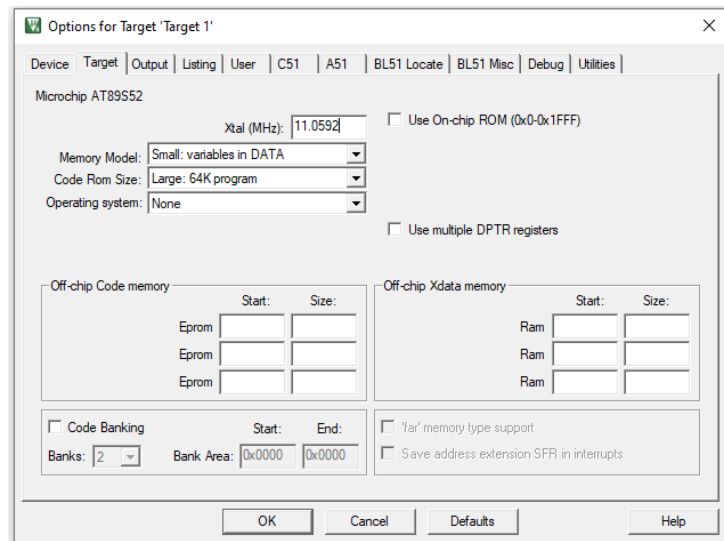 Options for Target 'Target 1'
Device Target Output Listing User C51 A51 BL51 Locate BL51 Misc Debug Utilities
Microchip AT89S52
Xtal (MHz): 11.0592 Use On-chip ROM (0x0-0x1FFF)
Memory Model: Small: variables in DATA
Code Rom Size: Large: 64K program
Operating system: None
Use multiple DPTR registers
Off-chip Code memory Off-chip Xdata memory
Start: Size: Start: Size:
Eprom Ram
Eprom Ram
Eprom Ram
Code Banking Start: End: 'far' memory type support
Banks: 2 Bank Area: 0x0000 0x0000 Save address extension SFR in interrupts
OK Cancel Defaults Help